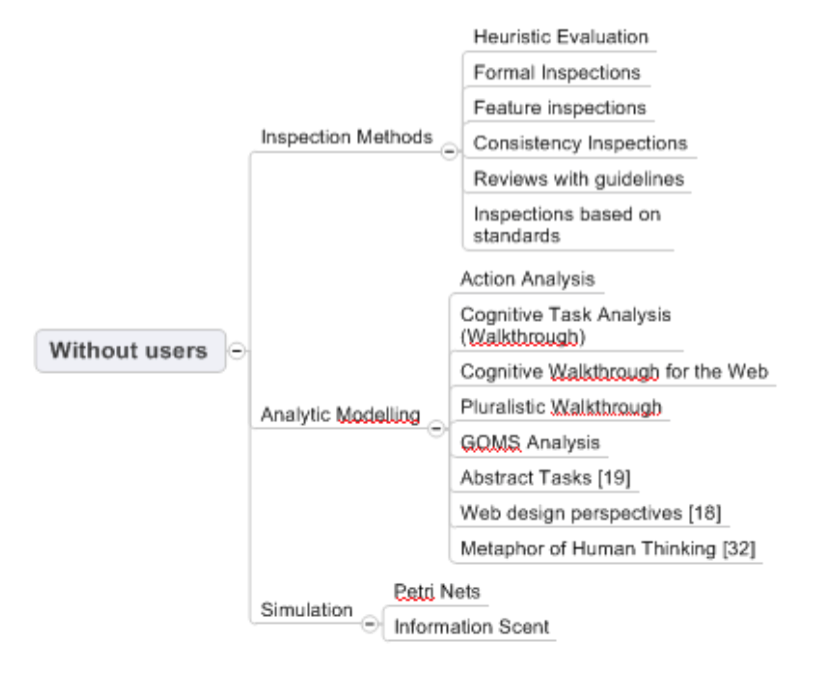 Without users
Inspection Methods
Heuristic Evaluation
Formal Inspections
Feature inspections
Consistency Inspections
Reviews with guidelines
Inspections based on
standards
Analytic Modelling
Action Analysis
Cognitive Task Analysis
(Walkthrough)
Cognitive Walkthrough for the Web
Pluralistic Walkthrough
GOMS Analysis
Abstract Tasks [19]
Web design perspectives [18]
Metaphor of Human Thinking [32]
Simulation
Petri Nets
Information Scent